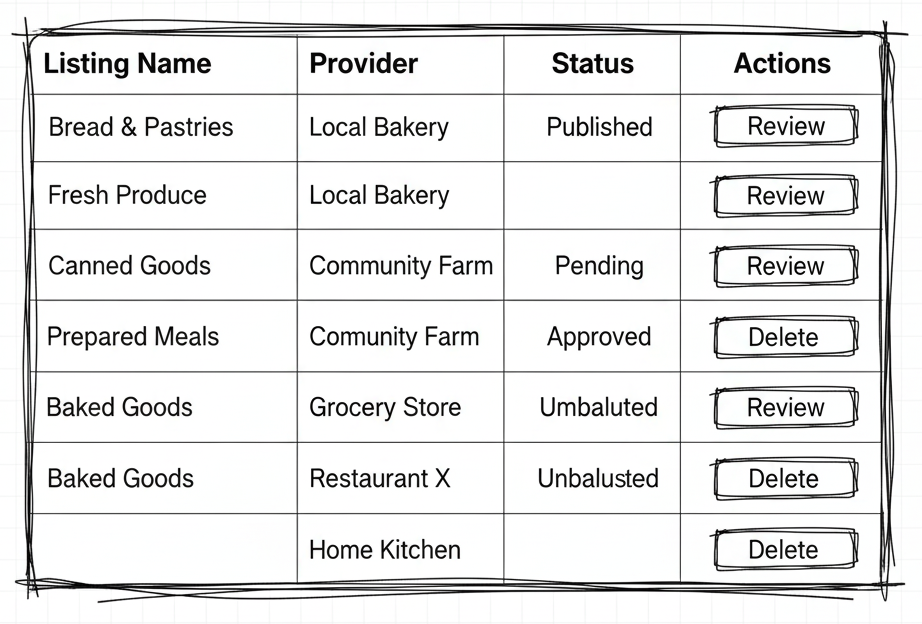 Listing Name Provider Status Actions
Bread & Pastries Local Bakery Published Review
Fresh Produce Local Bakery Review
Canned Goods Community Farm Pending Review
Prepared Meals Comunity Farm Approved Delete
Baked Goods Grocery Store Umbaluted Review
Baked Goods Restaurant X Unbalusted Delete
Home Kitchen Delete